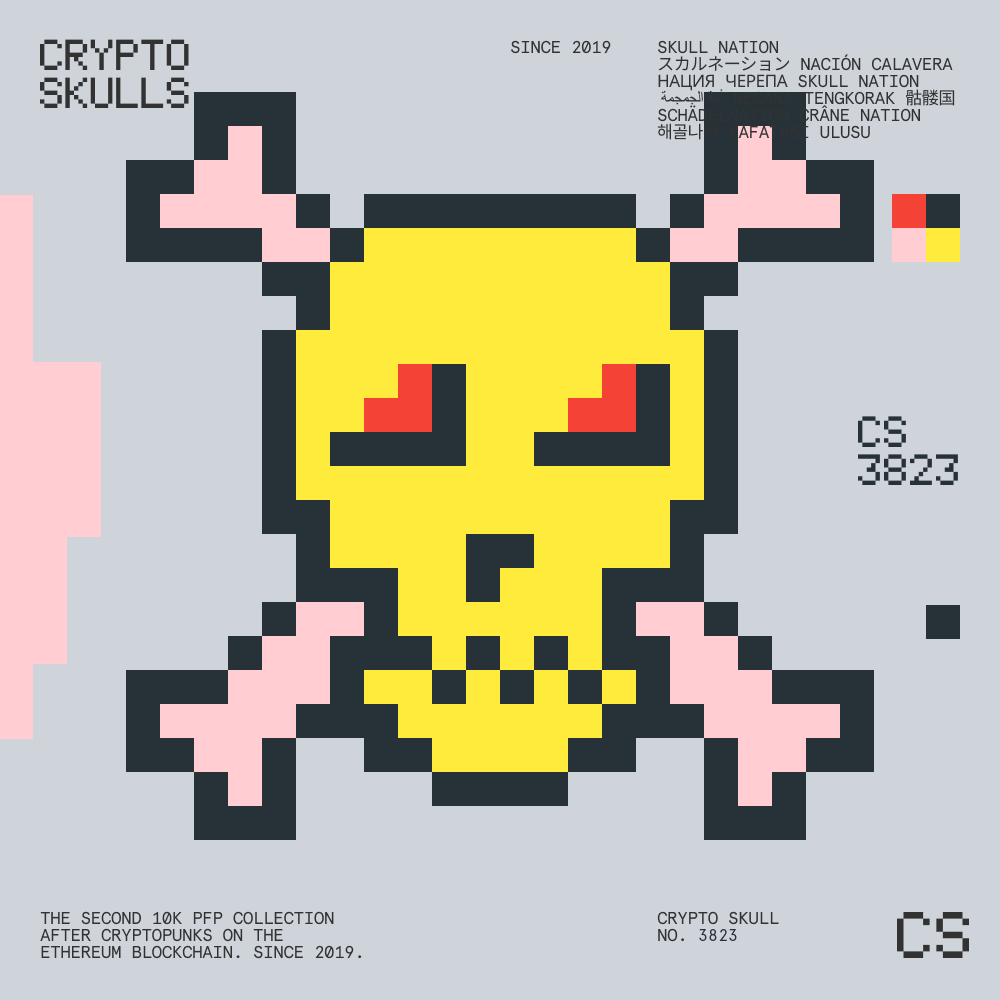 CRYPTO
SKULLS
SINCE 2019
SKULL NATION
スカルネーション NACIÓN CALAVERA
НАЦИЯ ЧЕРЕПА SKULL NATION
الجمجمة TENGKORAK 骷髅国
CRÂNE NATION
해골나 ULUSU
CS
3823
THE SECOND 10K PFP COLLECTION
AFTER CRYPTOPUNKS ON THE
ETHEREUM BLOCKCHAIN. SINCE 2019.
CRYPTO SKULL
NO. 3823
CS